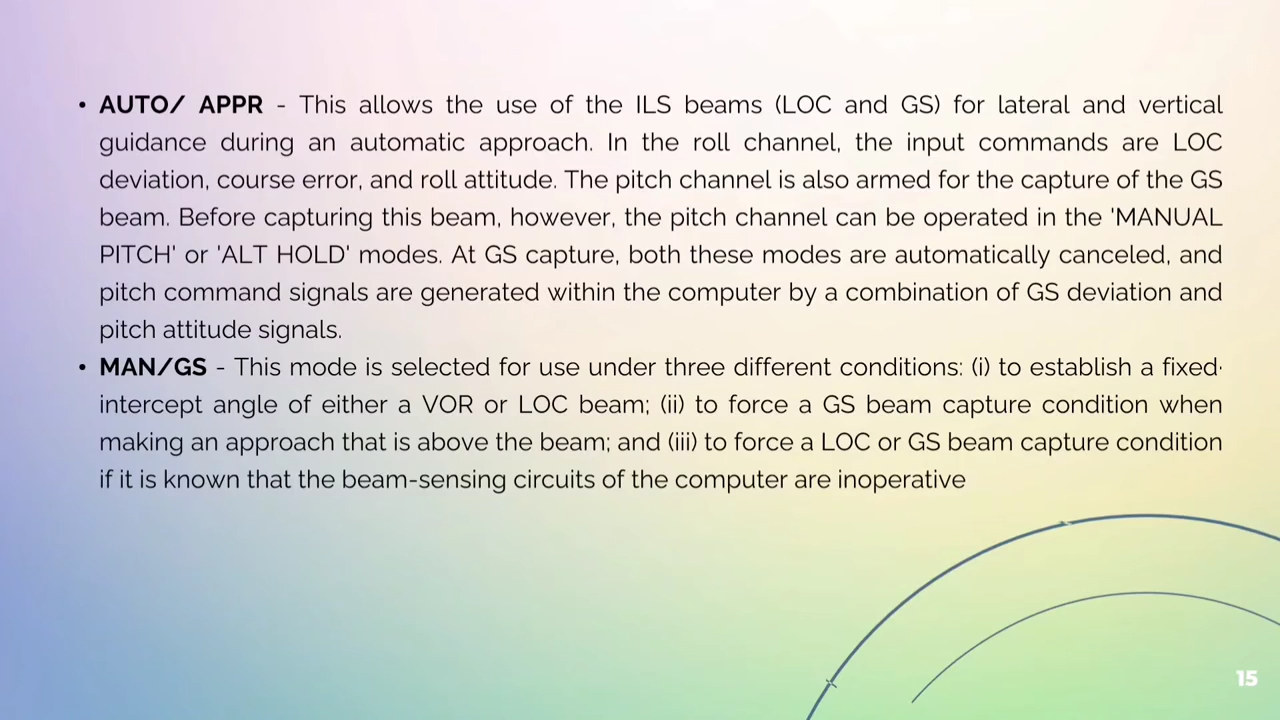 • AUTO/ APPR - This allows the use of the ILS beams (LOC and GS) for lateral and vertical
guidance during an automatic approach. In the roll channel, the input commands are LOC
deviation, course error, and roll attitude. The pitch channel is also armed for the capture of the GS
beam. Before capturing this beam, however, the pitch channel can be operated in the 'MANUAL
PITCH' or 'ALT HOLD' modes. At GS capture, both these modes are automatically canceled, and
pitch command signals are generated within the computer by a combination of GS deviation and
pitch attitude signals.
• MAN/GS - This mode is selected for use under three different conditions: (i) to establish a fixed·
intercept angle of either a VOR or LOC beam; (ii) to force a GS beam capture condition when
making an approach that is above the beam; and (iii) to force a LOC or GS beam capture condition
if it is known that the beam-sensing circuits of the computer are inoperative
15